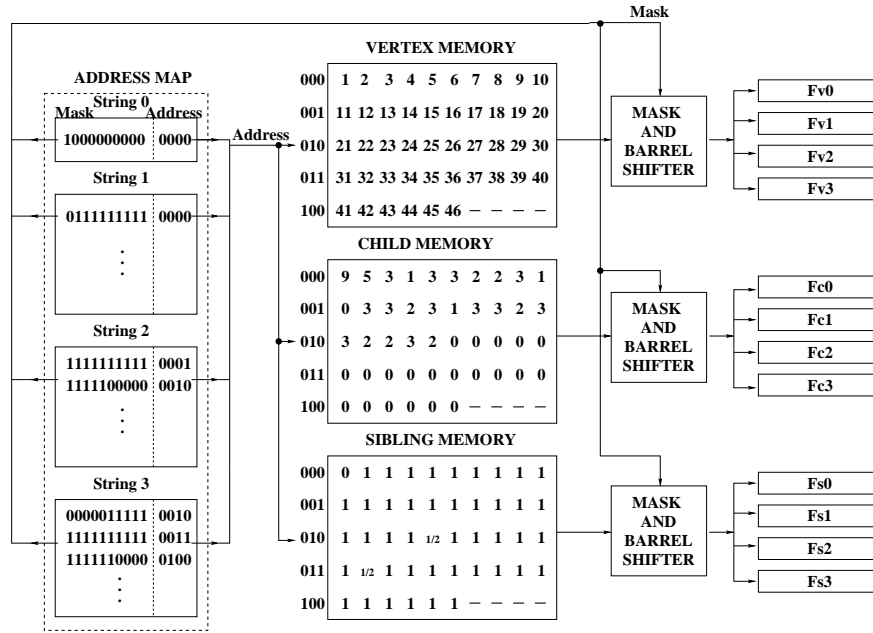 Mask
VERTEX MEMORY
ADDRESS MAP
String 0
Mask Address
1000000000 0000
Address
String 1
0111111111 0000
String 2
1111111111 0001
1111100000 0010
String 3
0000011111 0010
1111111111 0011
1111110000 0100
000 1 2 3 4 5 6 7 8 9 10
001 11 12 13 14 15 16 17 18 19 20
010 21 22 23 24 25 26 27 28 29 30
011 31 32 33 34 35 36 37 38 39 40
100 41 42 43 44 45 46 — — — —
MASK
AND
BARREL
SHIFTER
Fv0
Fv1
Fv2
Fv3
CHILD MEMORY
000 9 5 3 1 3 3 2 2 3 1
001 0 3 3 2 3 1 3 3 2 3
010 3 2 2 3 2 0 0 0 0 0
011 0 0 0 0 0 0 0 0 0 0
100 0 0 0 0 0 0 — — — —
MASK
AND
BARREL
SHIFTER
Fc0
Fc1
Fc2
Fc3
SIBLING MEMORY
000 0 1 1 1 1 1 1 1 1 1
001 1 1 1 1 1 1 1 1 1 1
010 1 1 1 1 1/2 1 1 1 1 1
011 1 1/2 1 1 1 1 1 1 1 1
100 1 1 1 1 1 1 — — — —
MASK
AND
BARREL
SHIFTER
Fs0
Fs1
Fs2
Fs3